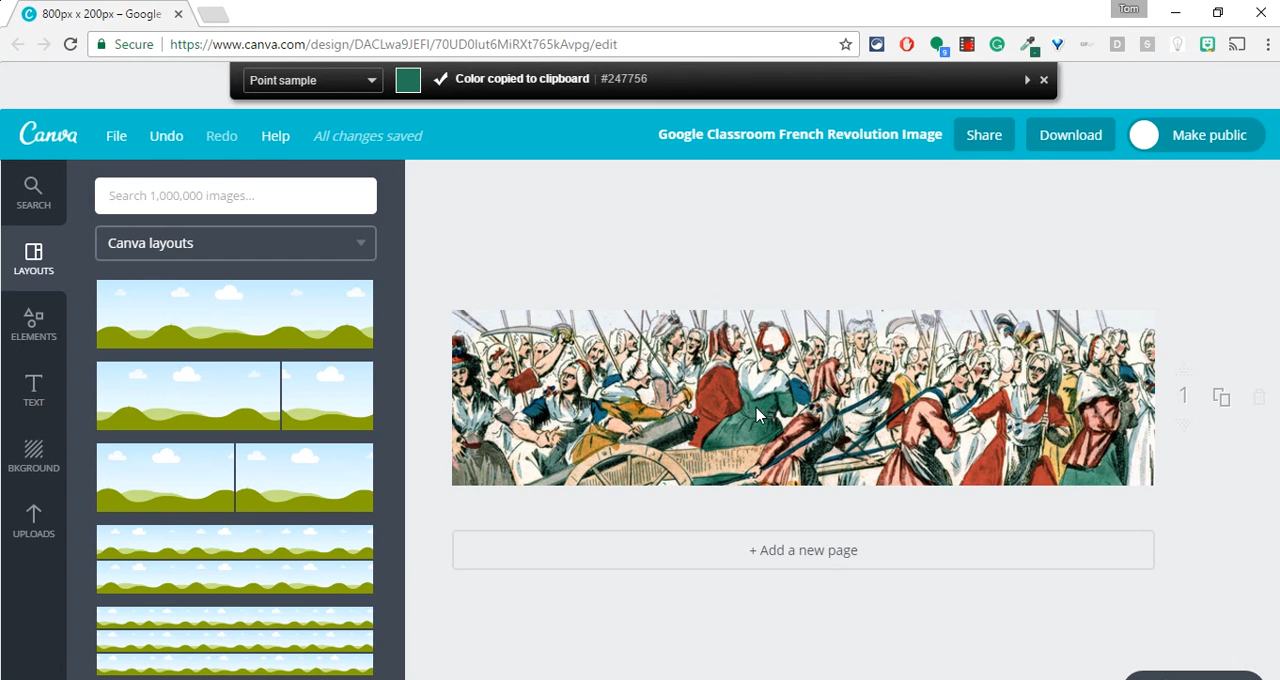 800px x 200px – Google
Tom
Secure
https://www.canva.com/design/DACLwa9JEFI/70UD0Iut6MiRXt765kAvpg/edit
9
D
S
Point sample
Color copied to clipboard
#247756
Canva
File
Undo
Redo
Help
All changes saved
Google Classroom French Revolution Image
Share
Download
Make public
SEARCH
LAYOUTS
ELEMENTS
TEXT
BKGROUND
UPLOADS
Search 1,000,000 images...
Canva layouts
1
+ Add a new page